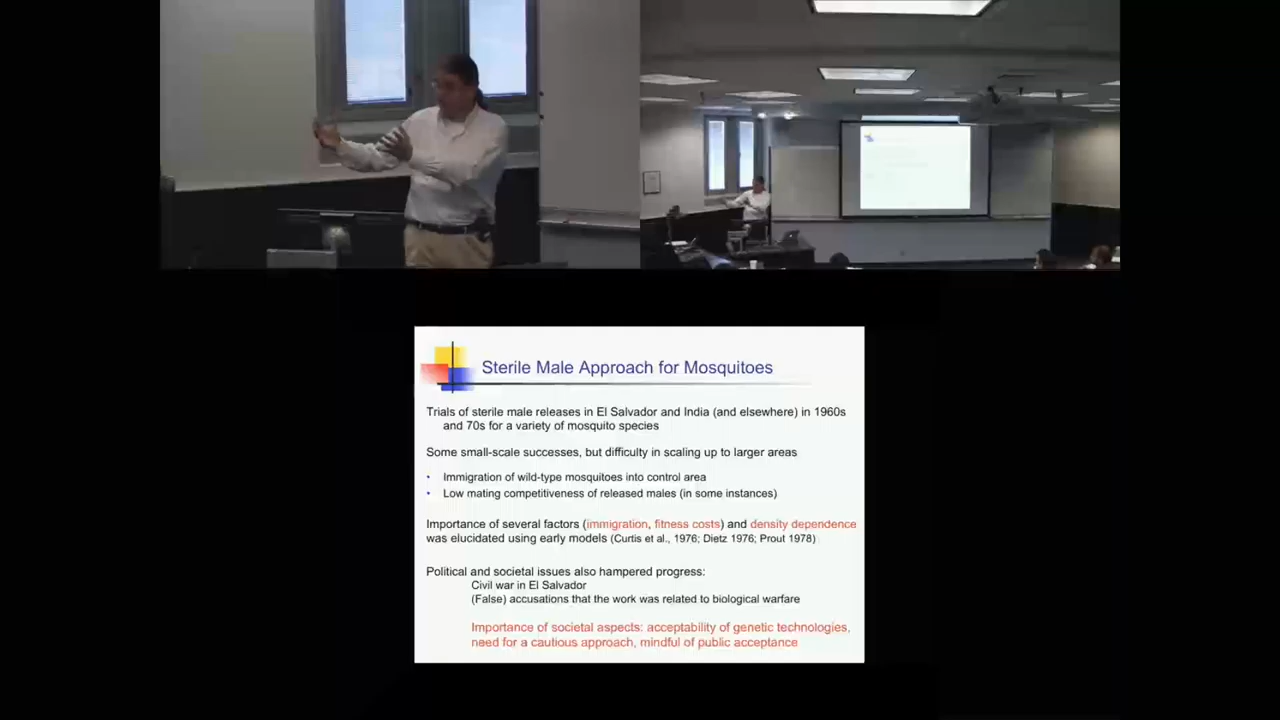 Sterile Male Approach for Mosquitoes
Trials of sterile male releases in El Salvador and India (and elsewhere) in 1960s
and 70s for a variety of mosquito species
Some small-scale successes, but difficulty in scaling up to larger areas
• Immigration of wild-type mosquitoes into control area
• Low mating competitiveness of released males (in some instances)
Importance of several factors (immigration, fitness costs) and density dependence
was elucidated using early models (Curtis et al., 1976; Dietz 1976; Prout 1978)
Political and societal issues also hampered progress:
Civil war in El Salvador
(False) accusations that the work was related to biological warfare
Importance of societal aspects: acceptability of genetic technologies,
need for a cautious approach, mindful of public acceptance